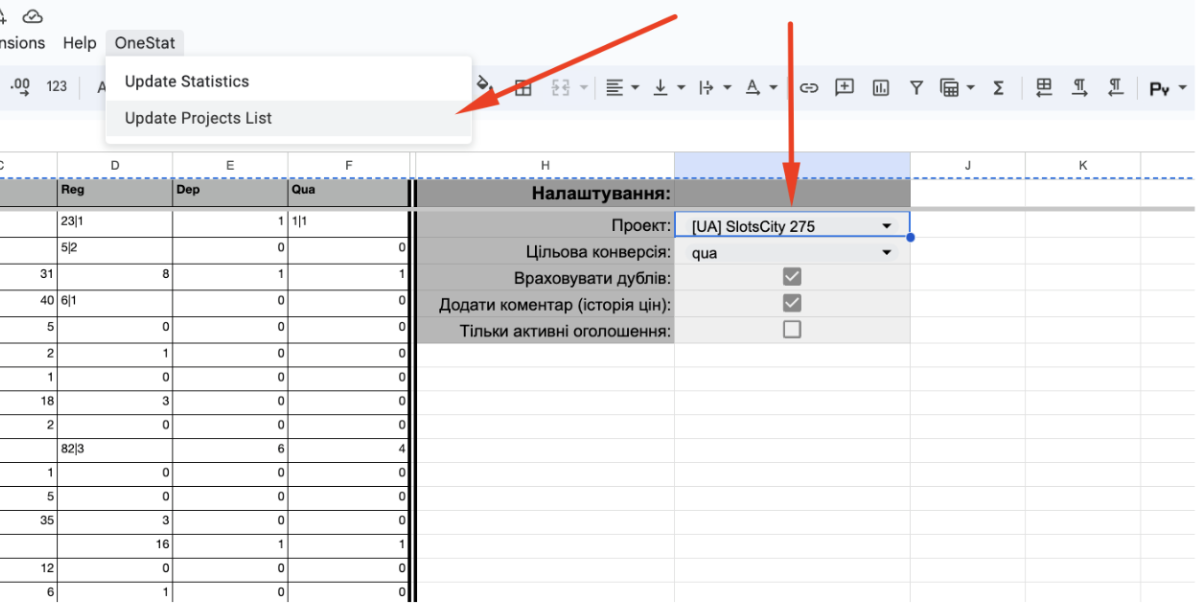 nsions Help OneStat
Update Statistics
Update Projects List
.00 123
C D E F H J K
Reg Dep Qua Налаштування:
23|1 1 1|1 Проект: [UA] SlotsCity 275
5|2 0 0 Цільова конверсія: qua
31 8 1 1 Враховувати дублів:
40 6|1 0 0 Додати коментар (історія цін):
5 0 0 0 Тільки активні оголошення:
2 1 0 0
1 0 0 0
18 3 0 0
2 0 0 0
82|3 6 4
1 0 0 0
5 0 0 0
35 3 0 0
16 1 1
12 0 0 0
6 1 0 0